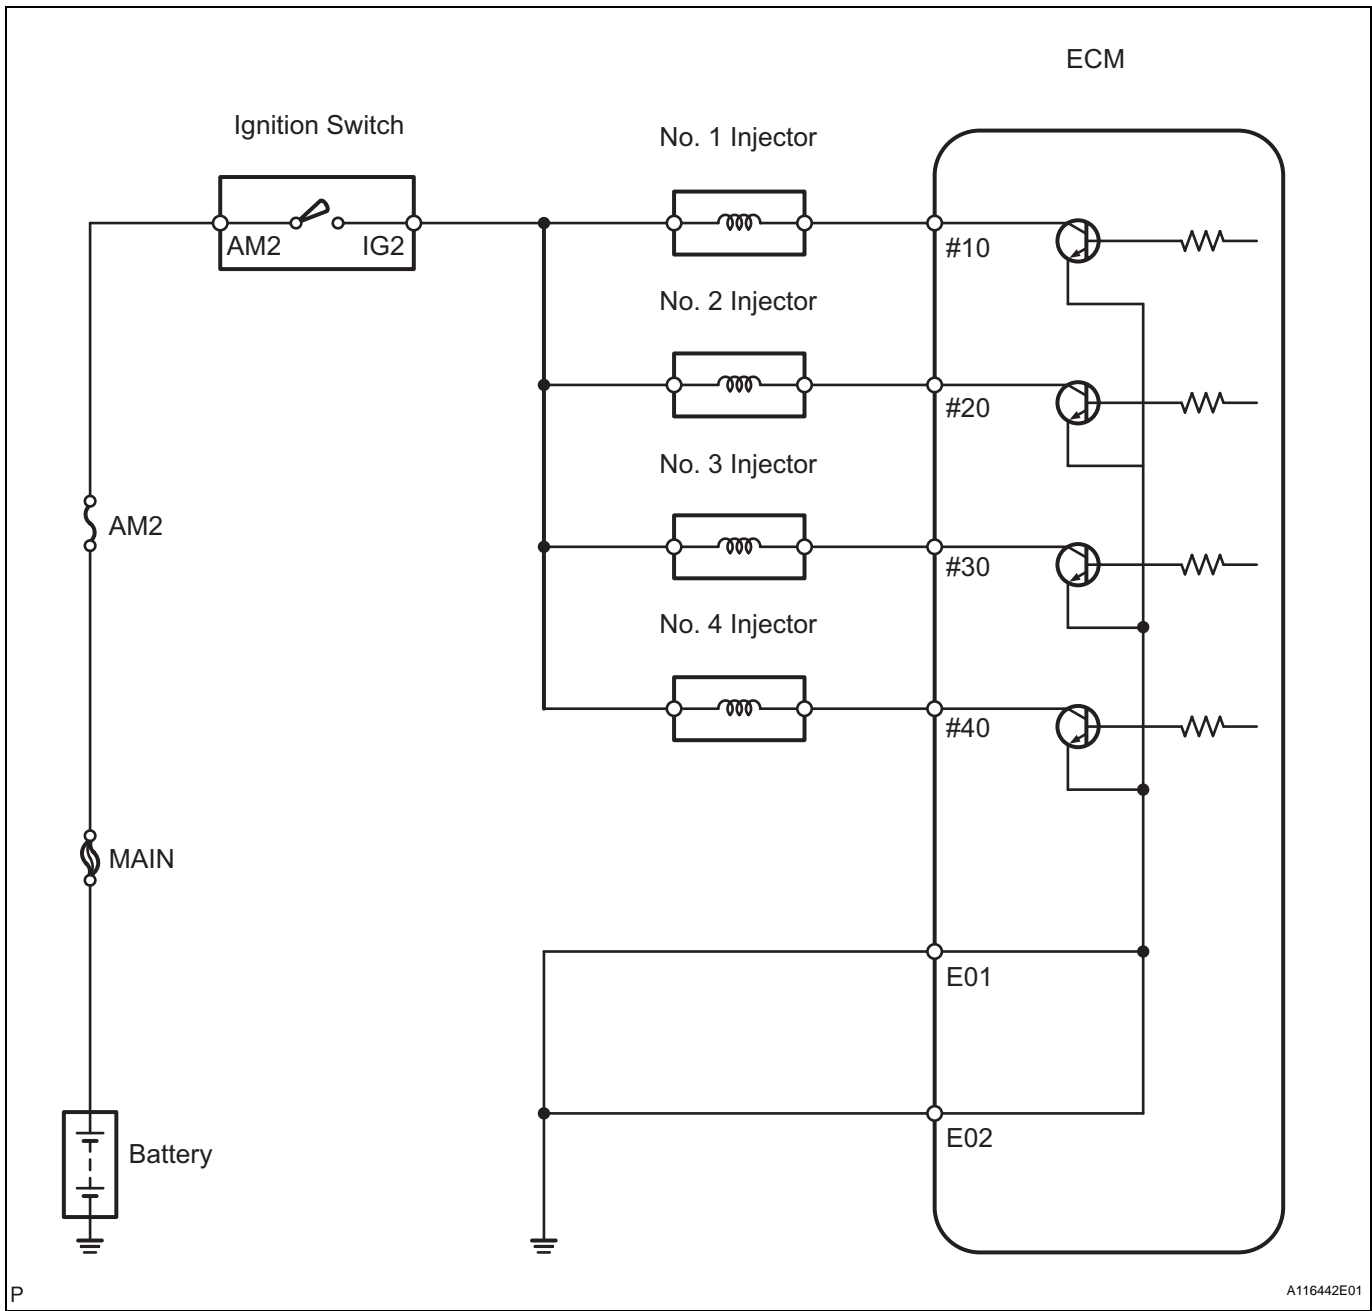 ECM
Ignition Switch
No. 1 Injector
AM2 IG2
#10
No. 2 Injector
#20
No. 3 Injector
AM2
#30
No. 4 Injector
#40
MAIN
E01
E02
Battery
P
A116442E01